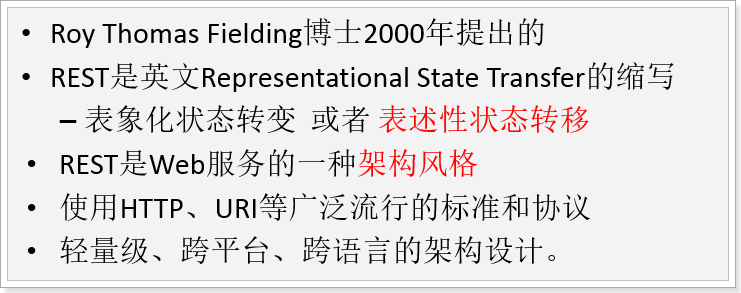 • Roy Thomas Fielding博士2000年提出的
• REST是英文Representational State Transfer的缩写
– 表象化状态转变 或者 表述性状态转移
• REST是Web服务的一种架构风格
• 使用HTTP、URI等广泛流行的标准和协议
• 轻量级、跨平台、跨语言的架构设计。